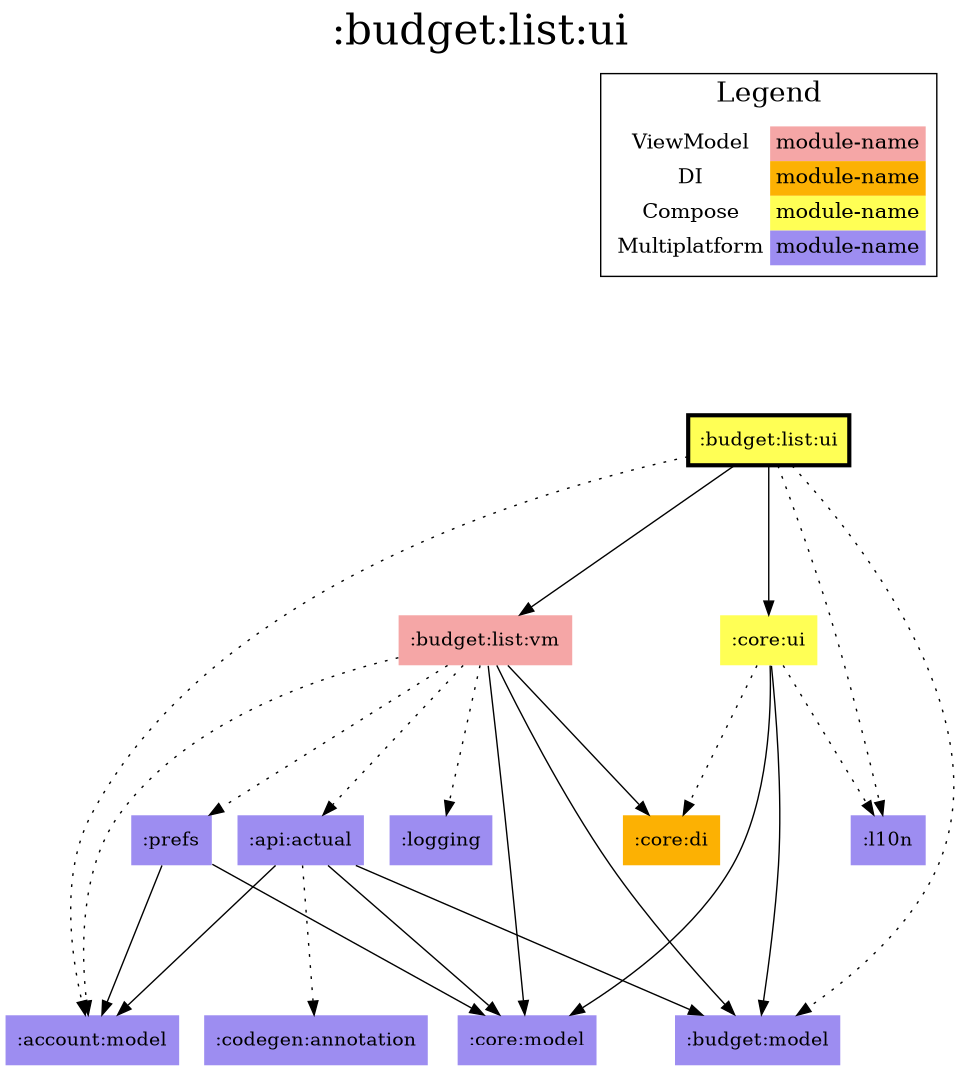 :budget:list:ui
Legend
ViewModel module-name
DI module-name
Compose module-name
Multiplatform module-name
:budget:list:ui
:budget:list:vm
:core:ui
:prefs
:api:actual
:logging
:core:di
:l10n
:account:model
:codegen:annotation
:core:model
:budget:model